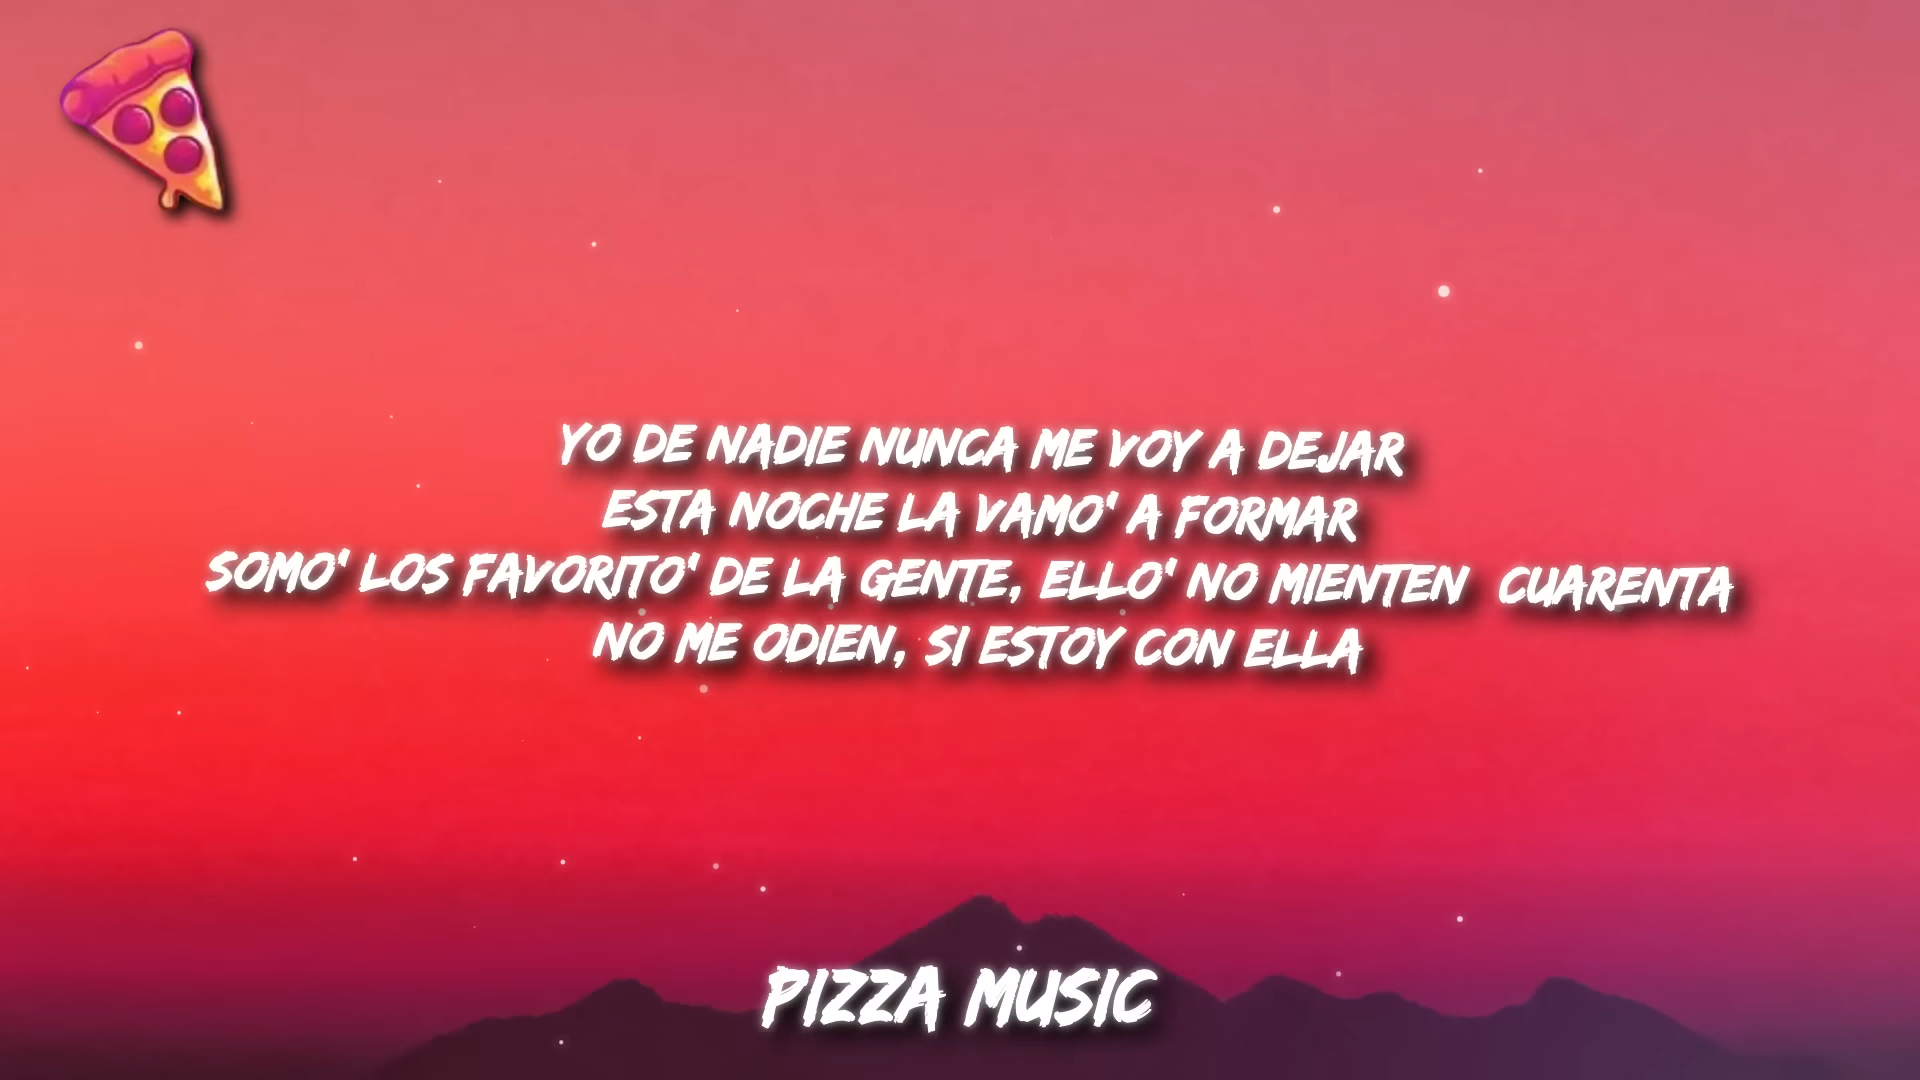 YO DE NADIE NUNCA ME VOY A DEJAR
ESTA NOCHE LA VAMO' A FORMAR
SOMO' LOS FAVORITO' DE LA GENTE, ELLO' NO MIENTEN  CUARENTA
NO ME ODIEN, SI ESTOY CON ELLA
PIZZA MUSIC